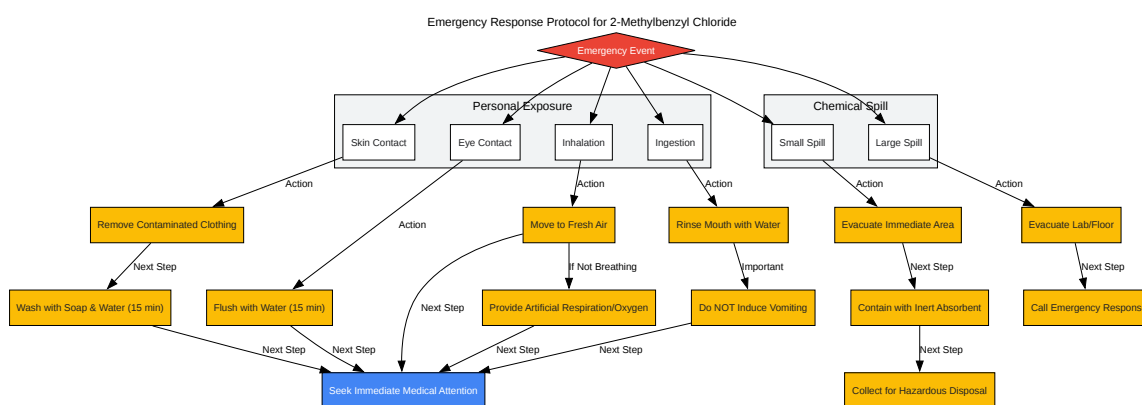 Emergency Response Protocol for 2-Methylbenzyl Chloride
Emergency Event
Personal Exposure
Chemical Spill
Skin Contact
Eye Contact
Inhalation
Ingestion
Small Spill
Large Spill
Action
Action
Action
Action
Action
Action
Remove Contaminated Clothing
Move to Fresh Air
Rinse Mouth with Water
Evacuate Immediate Area
Evacuate Lab/Floor
Next Step
If Not Breathing
Important
Next Step
Next Step
Wash with Soap & Water (15 min)
Flush with Water (15 min)
Next Step
Provide Artificial Respiration/Oxygen
Do NOT Induce Vomiting
Contain with Inert Absorbent
Call Emergency Response
Next Step
Next Step
Next Step
Next Step
Next Step
Seek Immediate Medical Attention
Collect for Hazardous Disposal